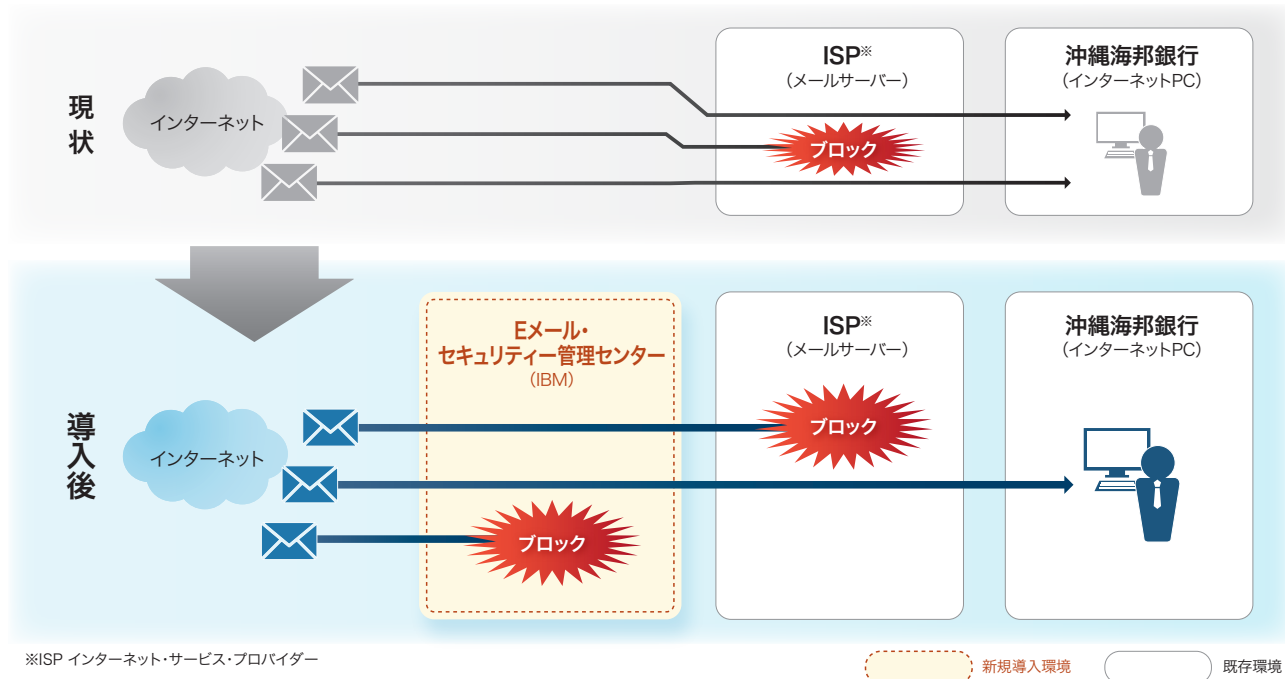 現状
インターネット
ISP※
（メールサーバー）
ブロック
沖縄海邦銀行
（インターネットPC）
導入後
インターネット
Eメール・
セキュリティー管理センター
（IBM）
ブロック
ISP※
（メールサーバー）
ブロック
沖縄海邦銀行
（インターネットPC）
※ISP インターネット・サービス・プロバイダー
新規導入環境
既存環境